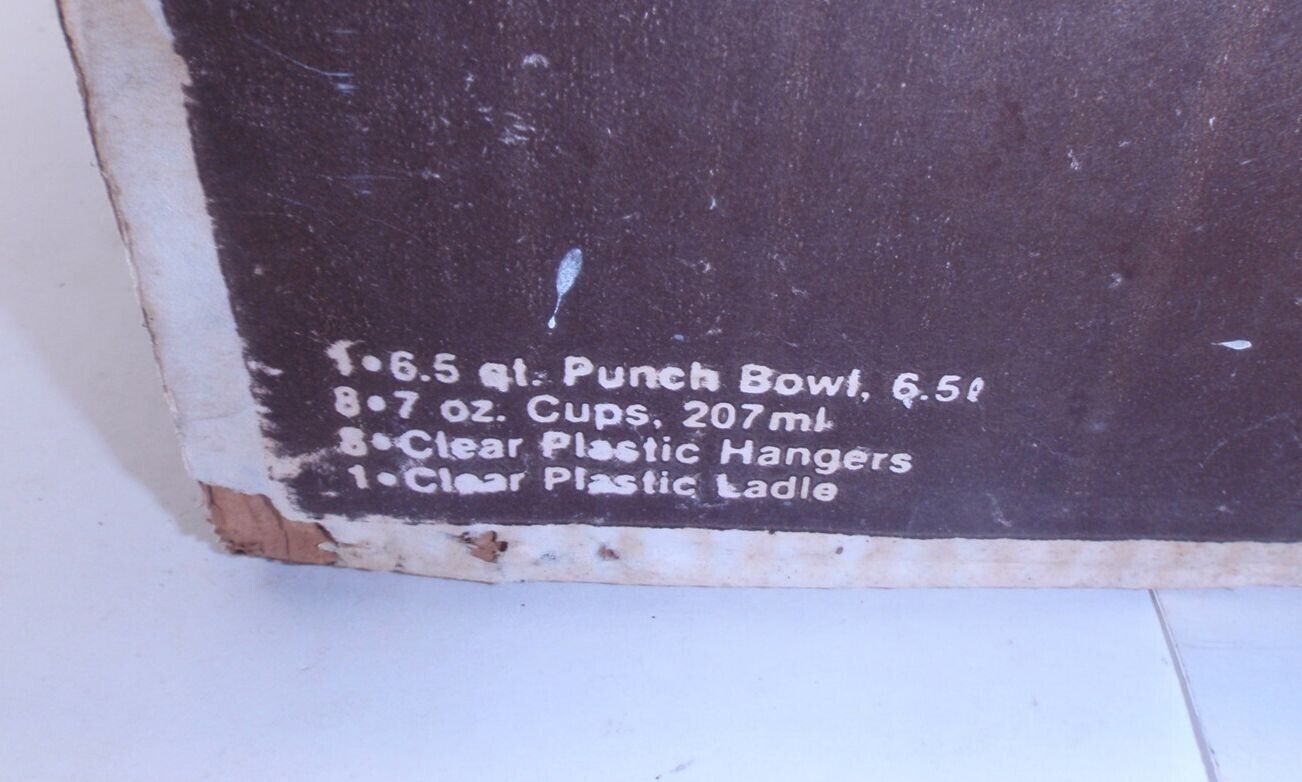 1•6.5 qt. Punch Bowl, 6.5ℓ
8•7 oz. Cups, 207ml
8•Clear Plastic Hangers
1•Clear Plastic Ladle